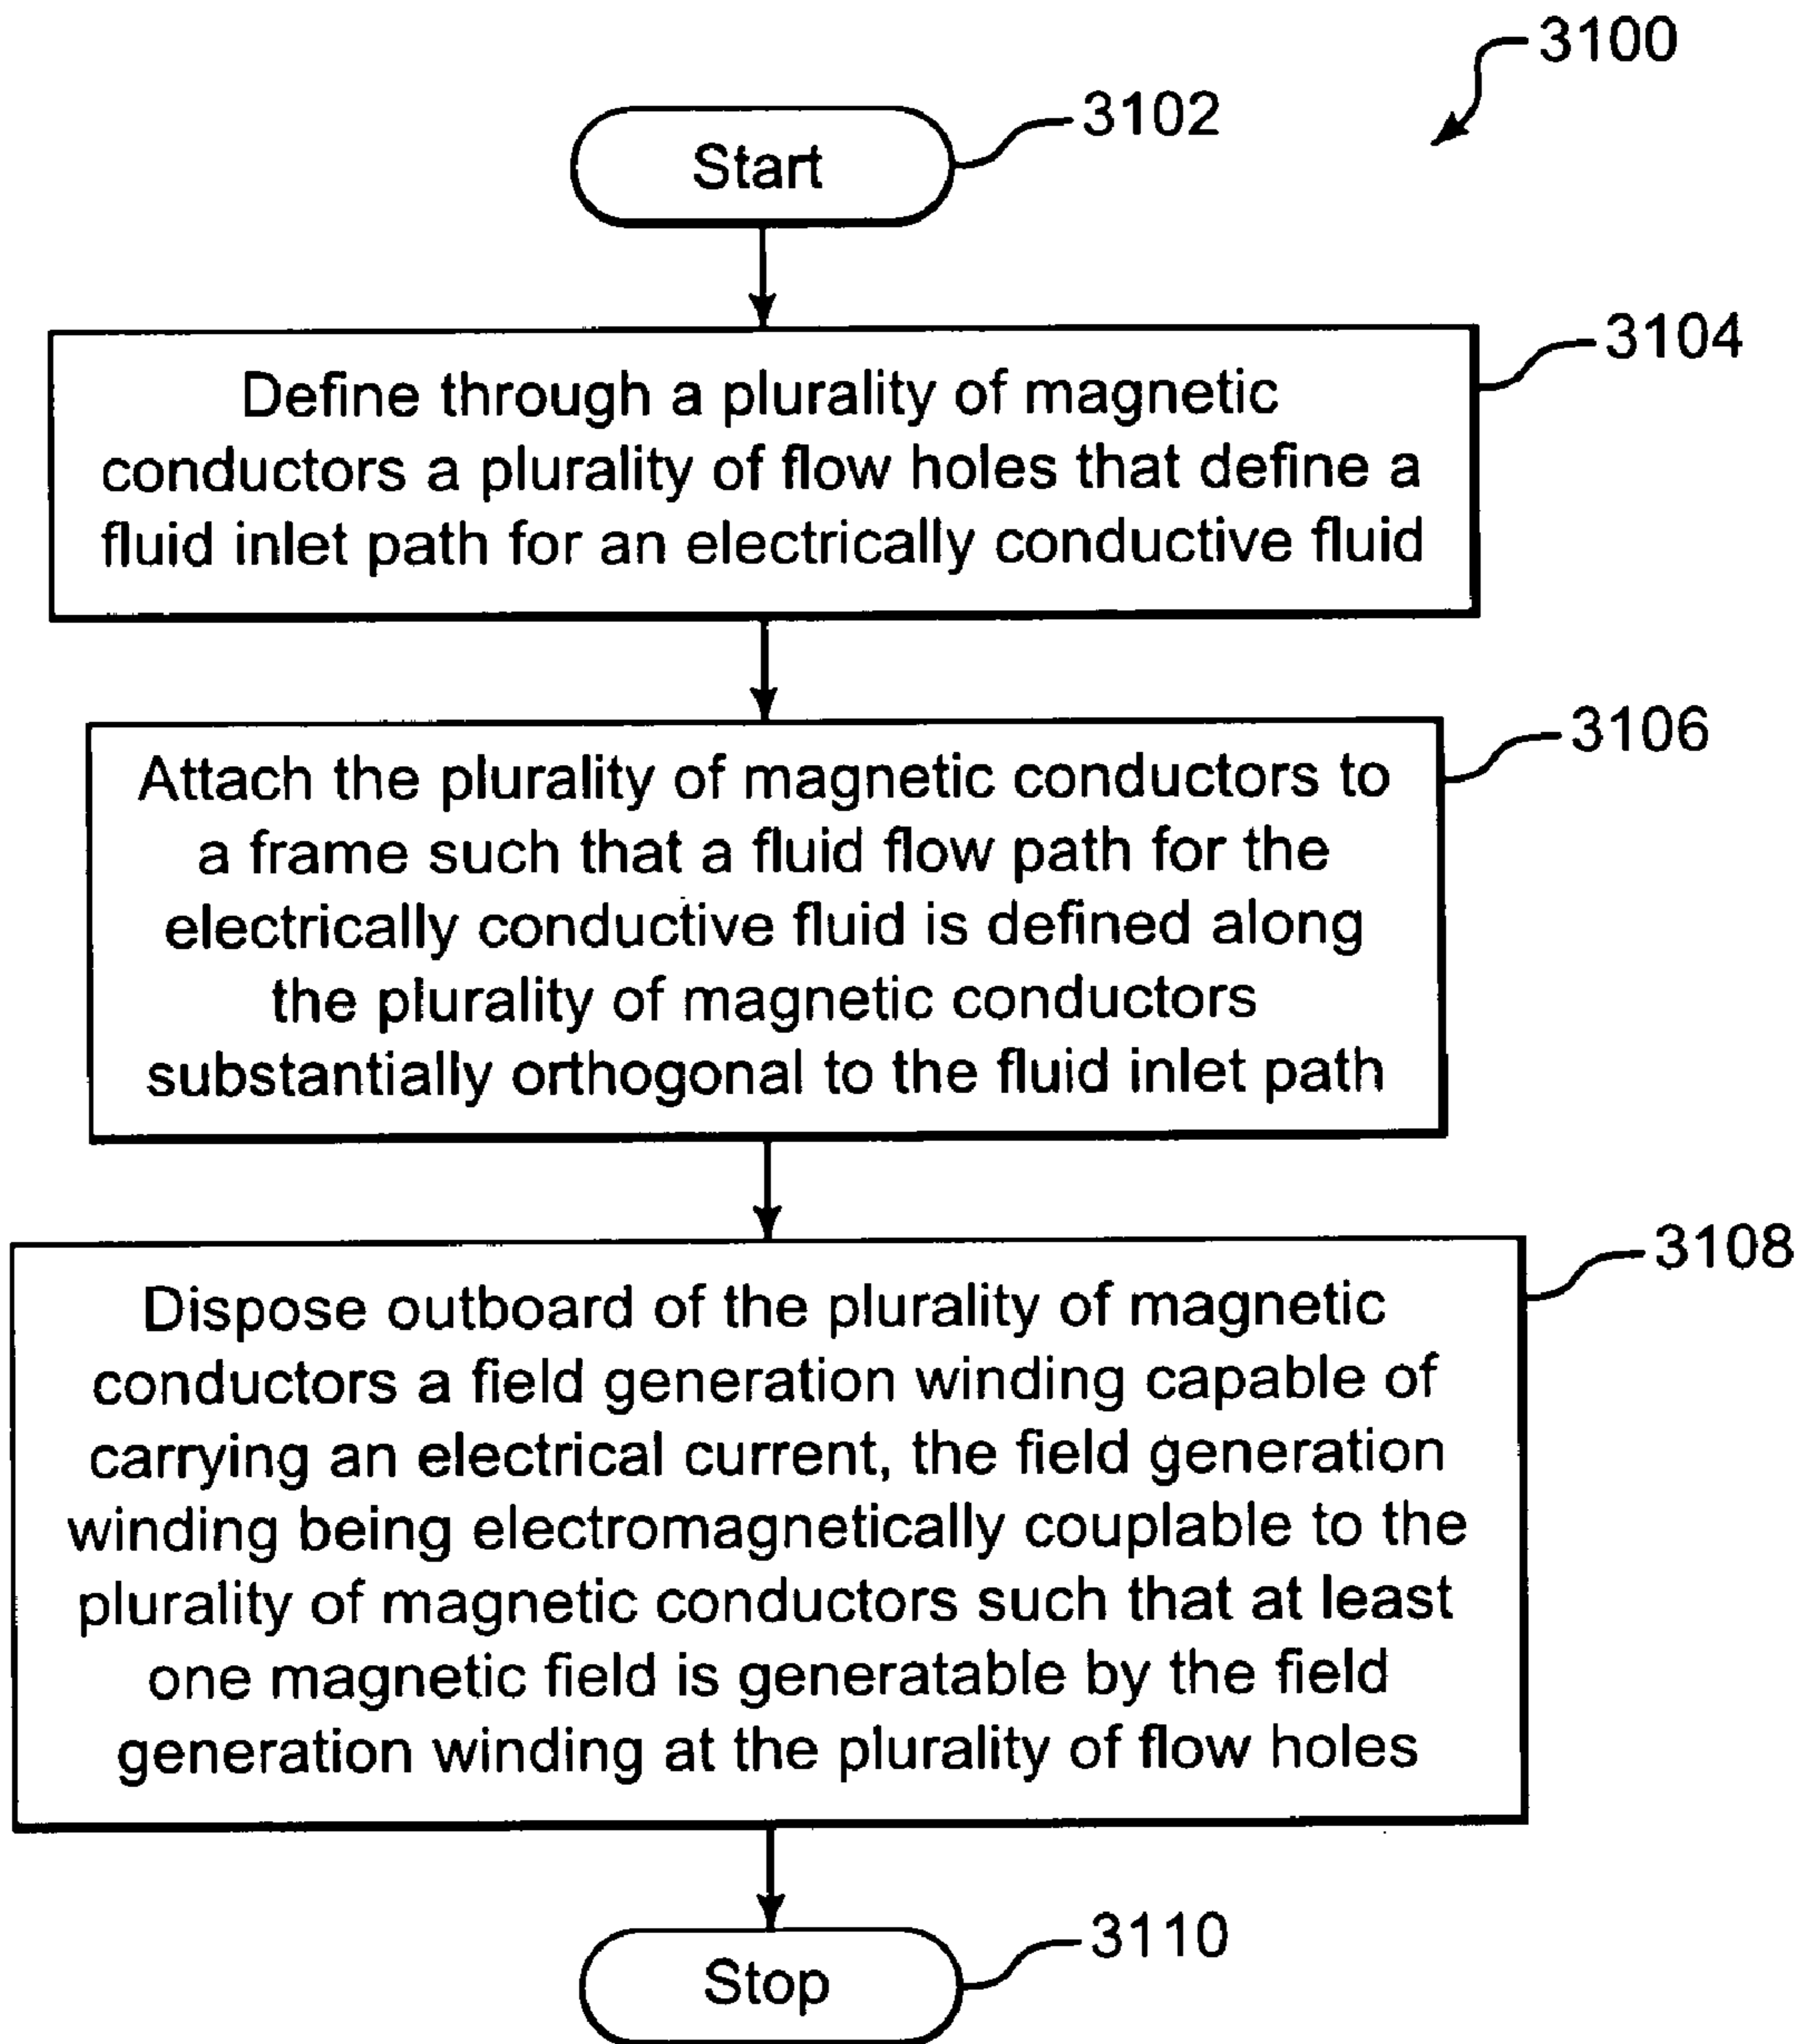 3100
3102
Start
3104
Define through a plurality of magnetic
conductors a plurality of flow holes that define a
fluid inlet path for an electrically conductive fluid
3106
Attach the plurality of magnetic conductors to
a frame such that a fluid flow path for the
electrically conductive fluid is defined along
the plurality of magnetic conductors
substantially orthogonal to the fluid inlet path
3108
Dispose outboard of the plurality of magnetic
conductors a field generation winding capable of
carrying an electrical current, the field generation
winding being electromagnetically couplable to the
plurality of magnetic conductors such that at least
one magnetic field is generatable by the field
generation winding at the plurality of flow holes
3110
Stop